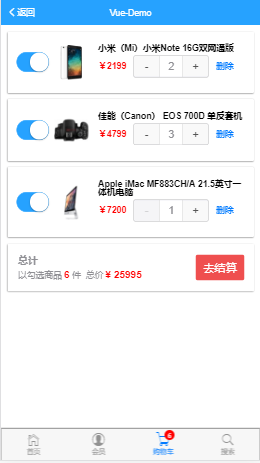 返回 Vue-Demo
小米（Mi）小米Note 16G双网通版
¥2199 - 2 + 删除
佳能（Canon） EOS 700D 单反套机
¥4799 - 3 + 删除
Apple iMac MF883CH/A 21.5英寸一
体机电脑
¥7200 - 1 + 删除
总计
以勾选商品 6 件 总价 ¥ 25995
去结算
6
首页 会员 购物车 搜索